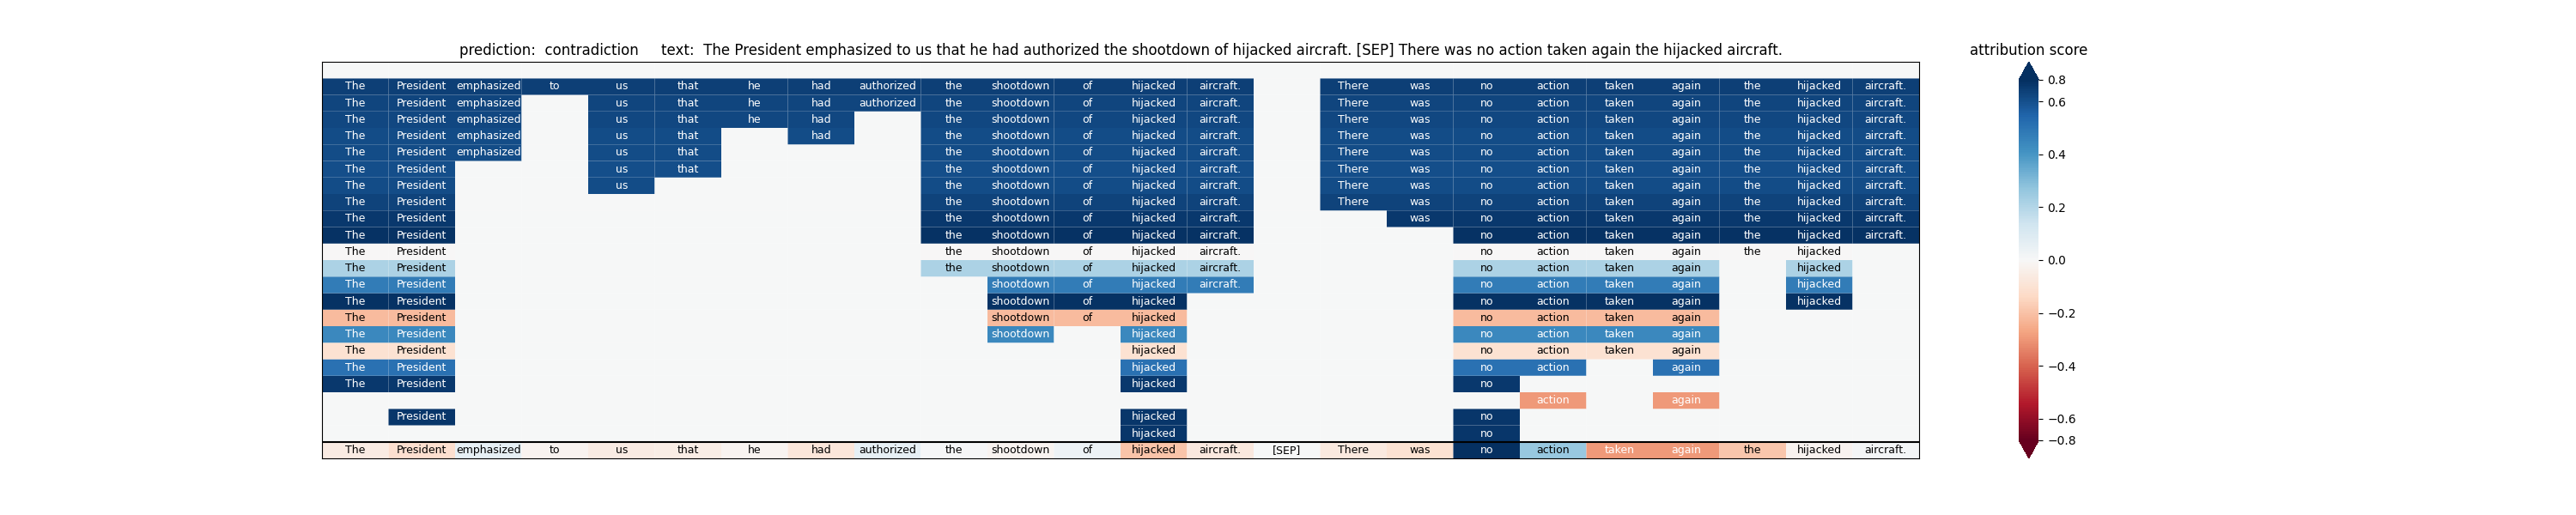 prediction: contradiction text: The President emphasized to us that he had authorized the shootdown of hijacked aircraft. [SEP] There was no action taken again the hijacked aircraft.
attribution score
The President emphasized to us that he had authorized the shootdown of hijacked aircraft. There was no action taken again the hijacked aircraft.
The President emphasized us that he had authorized the shootdown of hijacked aircraft. There was no action taken again the hijacked aircraft.
The President emphasized us that he had the shootdown of hijacked aircraft. There was no action taken again the hijacked aircraft.
The President emphasized us that had the shootdown of hijacked aircraft. There was no action taken again the hijacked aircraft.
The President emphasized us that the shootdown of hijacked aircraft. There was no action taken again the hijacked aircraft.
The President us that the shootdown of hijacked aircraft. There was no action taken again the hijacked aircraft.
The President us the shootdown of hijacked aircraft. There was no action taken again the hijacked aircraft.
The President the shootdown of hijacked aircraft. There was no action taken again the hijacked aircraft.
The President the shootdown of hijacked aircraft. was no action taken again the hijacked aircraft.
The President the shootdown of hijacked aircraft. no action taken again the hijacked aircraft.
The President the shootdown of hijacked aircraft. no action taken again the hijacked
The President the shootdown of hijacked aircraft. no action taken again hijacked
The President shootdown of hijacked aircraft. no action taken again hijacked
The President shootdown of hijacked no action taken again hijacked
The President shootdown of hijacked no action taken again
The President shootdown hijacked no action taken again
The President hijacked no action taken again
The President hijacked no action again
The President hijacked no
action again
President hijacked no
hijacked no
The President emphasized to us that he had authorized the shootdown of hijacked aircraft. [SEP] There was no action taken again the hijacked aircraft.
0.8
0.6
0.4
0.2
0.0
−0.2
−0.4
−0.6
−0.8